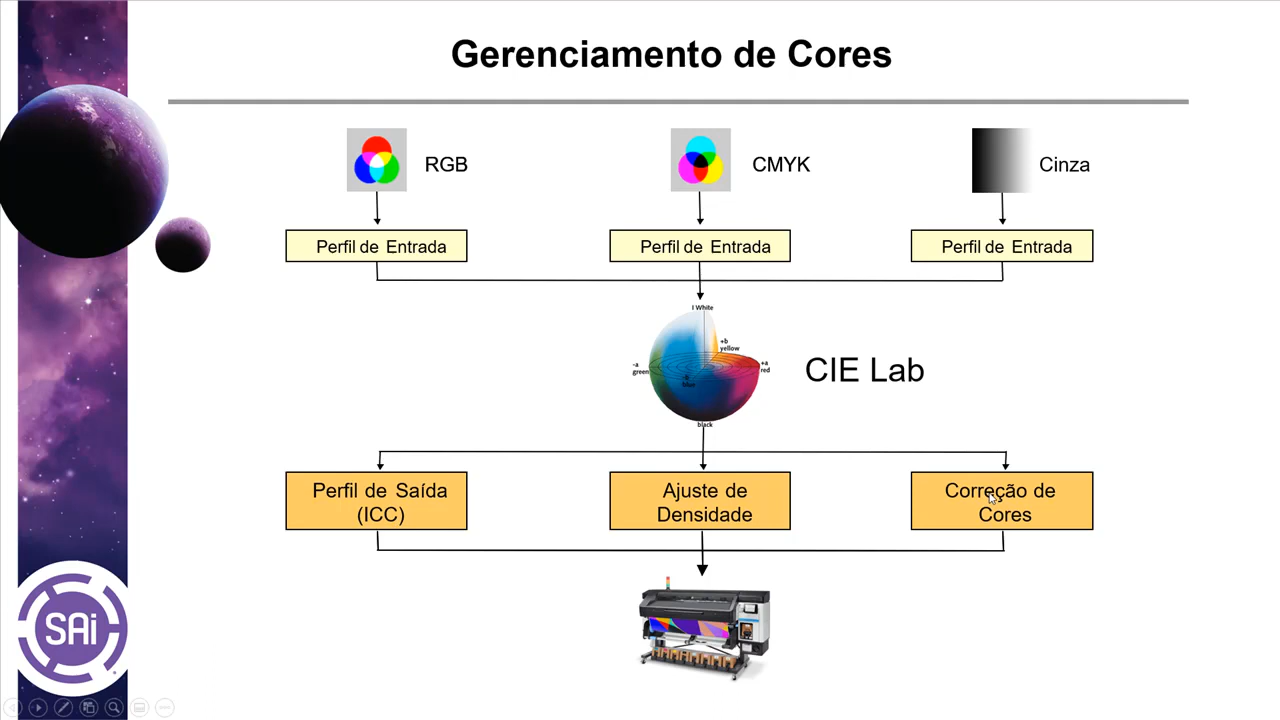 Gerenciamento de Cores
RGB
CMYK
Cinza
Perfil de Entrada
Perfil de Entrada
Perfil de Entrada
l White
+b
yellow
-a
green
+a
red
-b
blue
black
CIE Lab
Perfil de Saída
(ICC)
Ajuste de
Densidade
Correção de
Cores
SAi